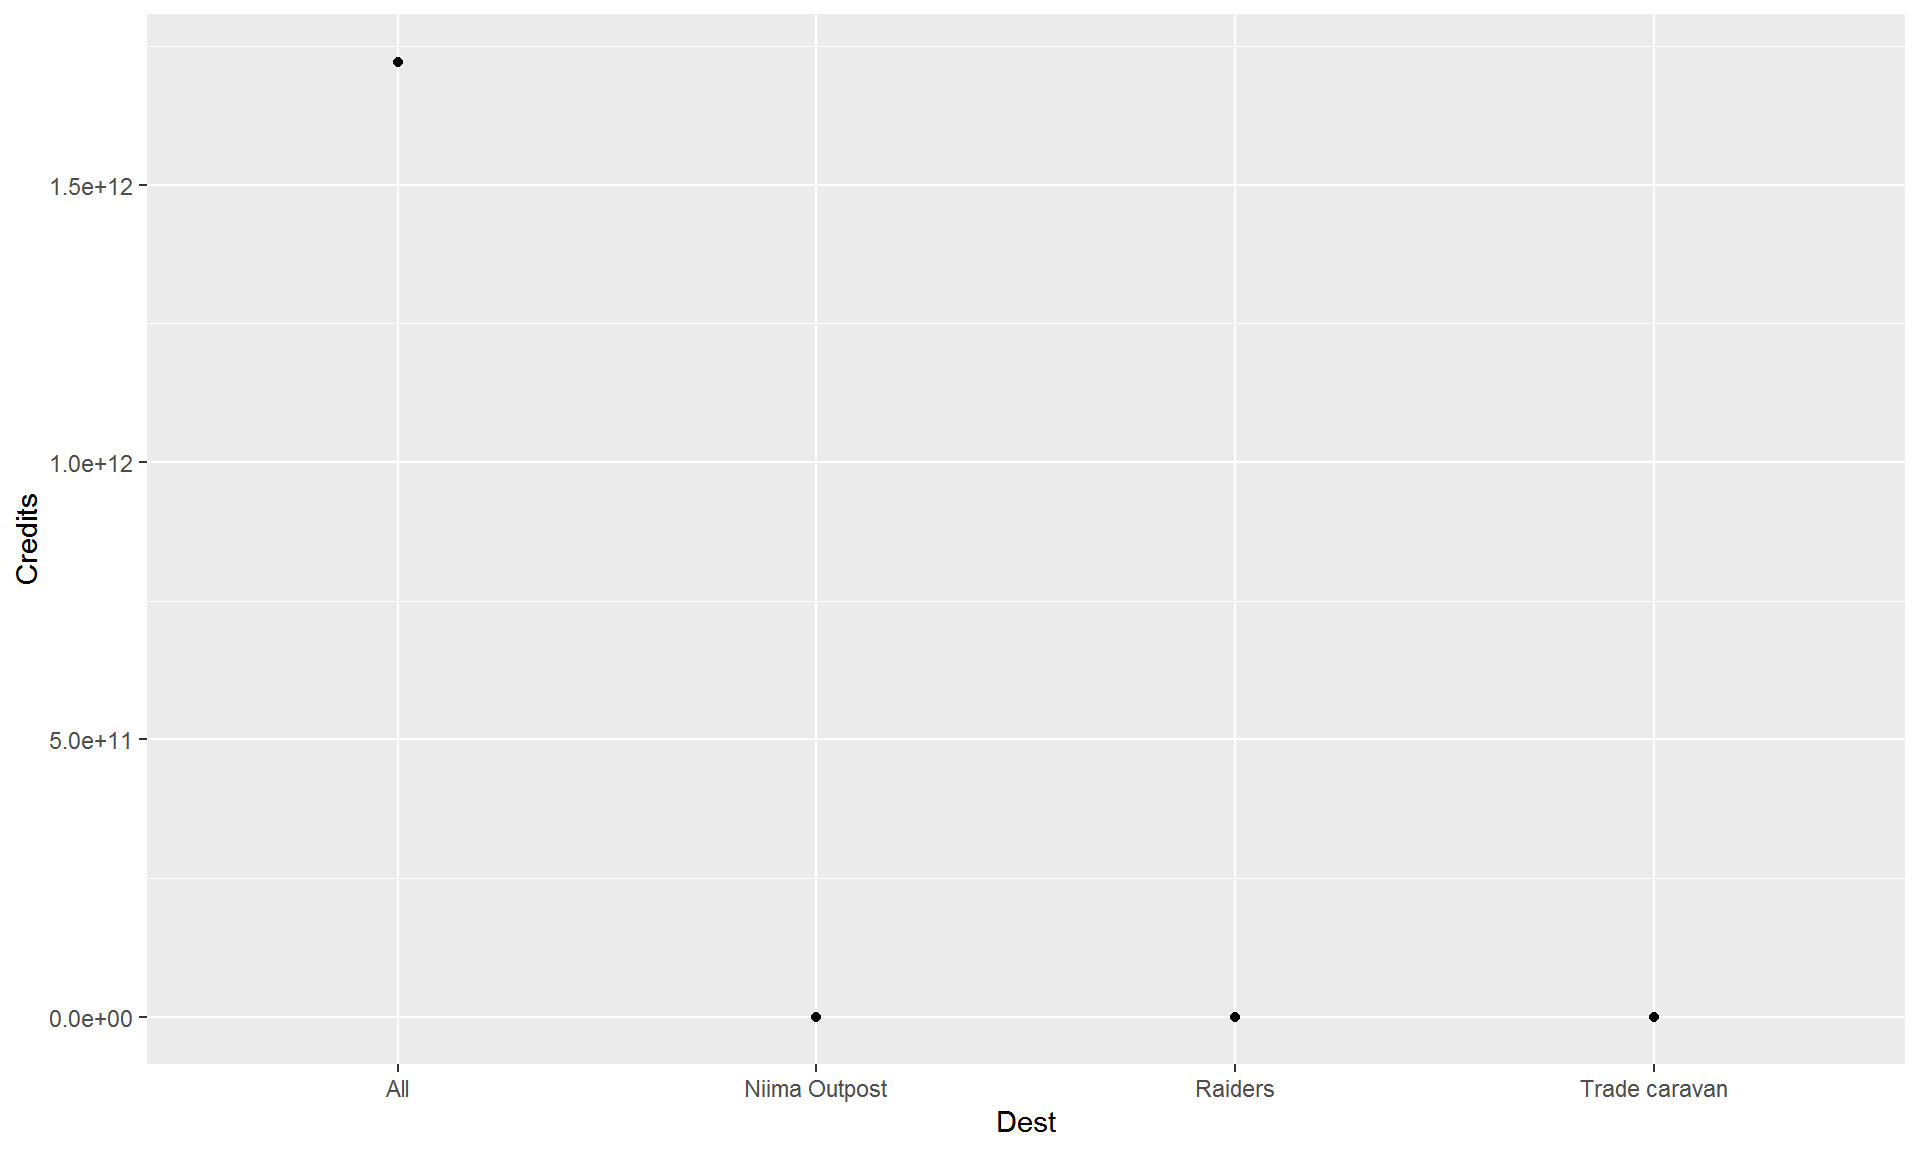 Credits
1.5e+12
1.0e+12
5.0e+11
0.0e+00
All Niima Outpost Raiders Trade caravan
Dest